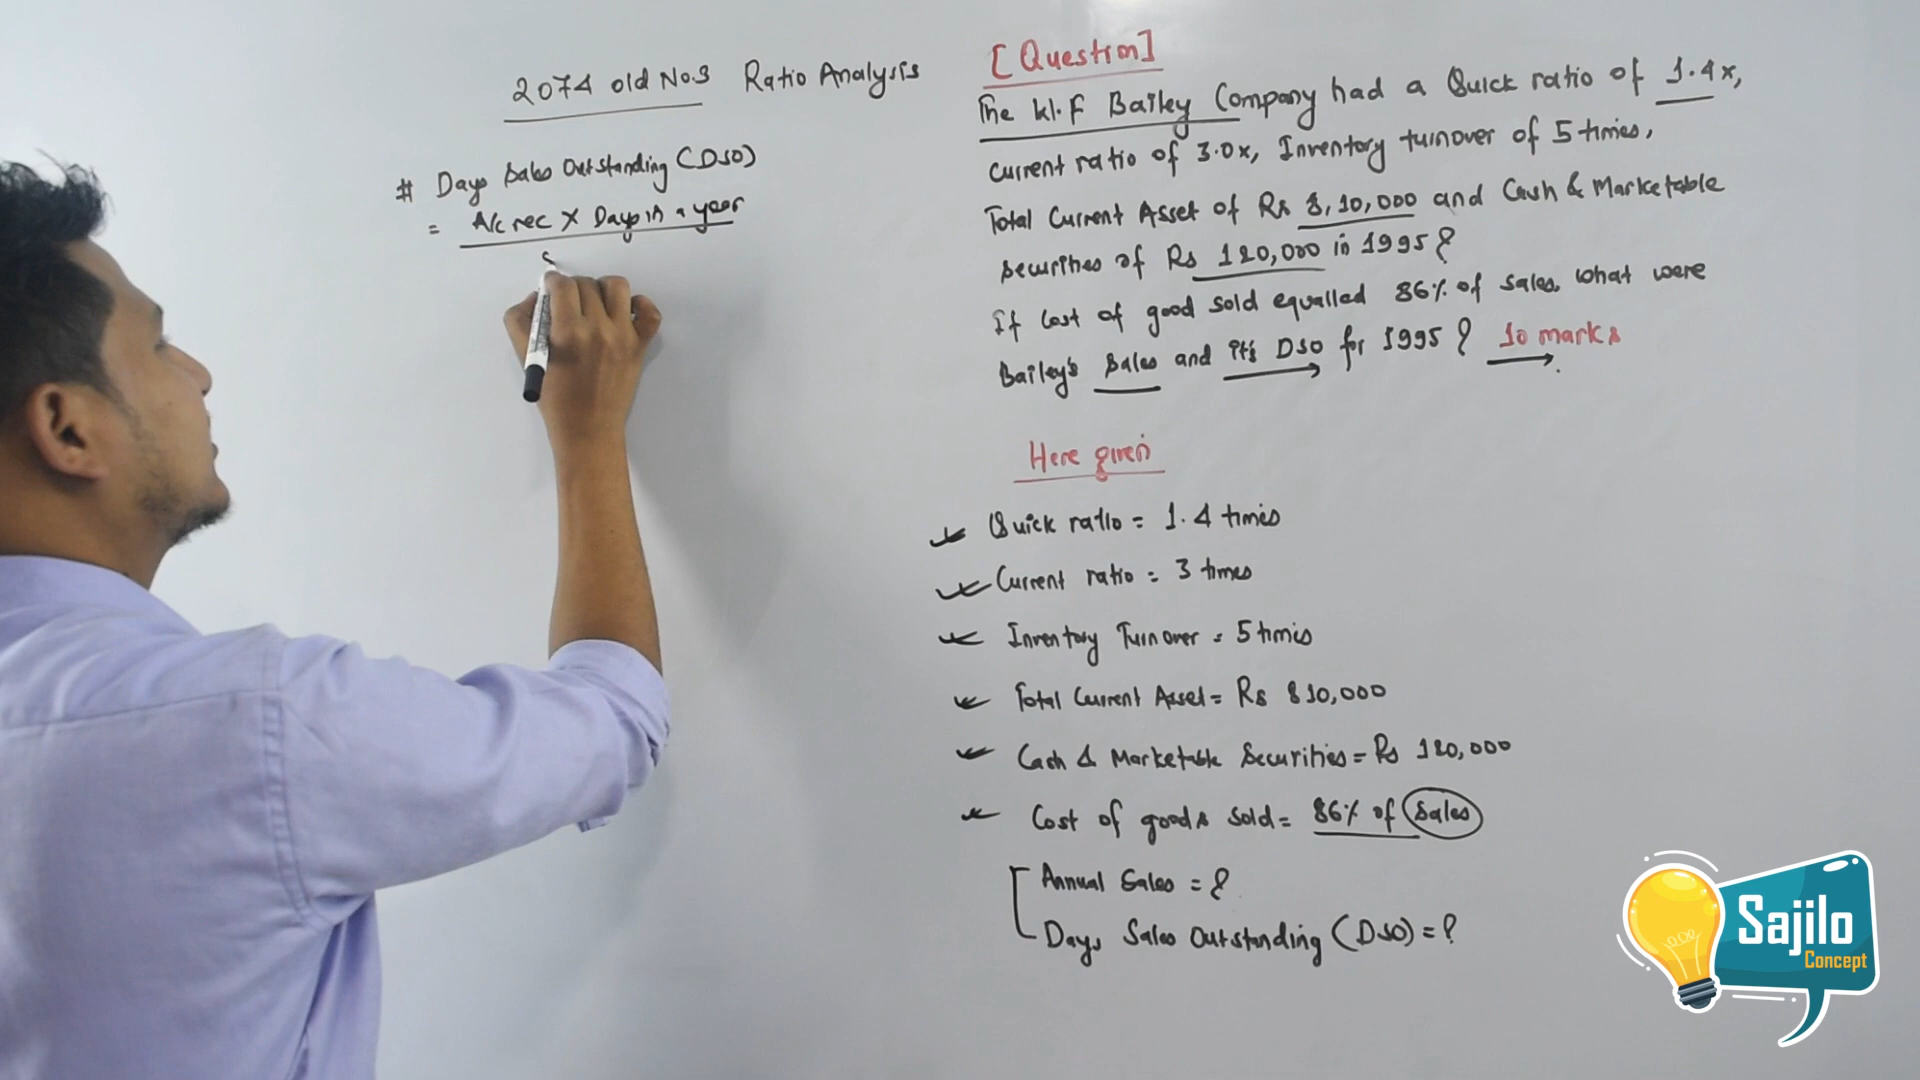 2074 old No.3 Ratio Analysis
# Days Sales Outstanding (DSO)
= A/c rec X Days in a year
S
[Question]
The W.F Bailey Company had a Quick ratio of 1.4x,
Current ratio of 3.0x, Inventory turnover of 5 times,
Total Current Asset of Rs 8,10,000 and Cash & Marketable
Securities of Rs 120,000 in 1995?
If Cost of good sold equalled 86% of sales, what were
Bailey's Sales and it's DSO for 1995? 10 marks
Here given
Quick ratio = 1.4 times
Current ratio = 3 times
Inventory Turnover = 5 times
Total Current Asset = Rs 810,000
Cash & Marketable Securities = Rs 120,000
Cost of goods sold = 86% of Sales
Annual Sales = ?
Days Sales Outstanding (DSO) = ?
Sajilo
Concept